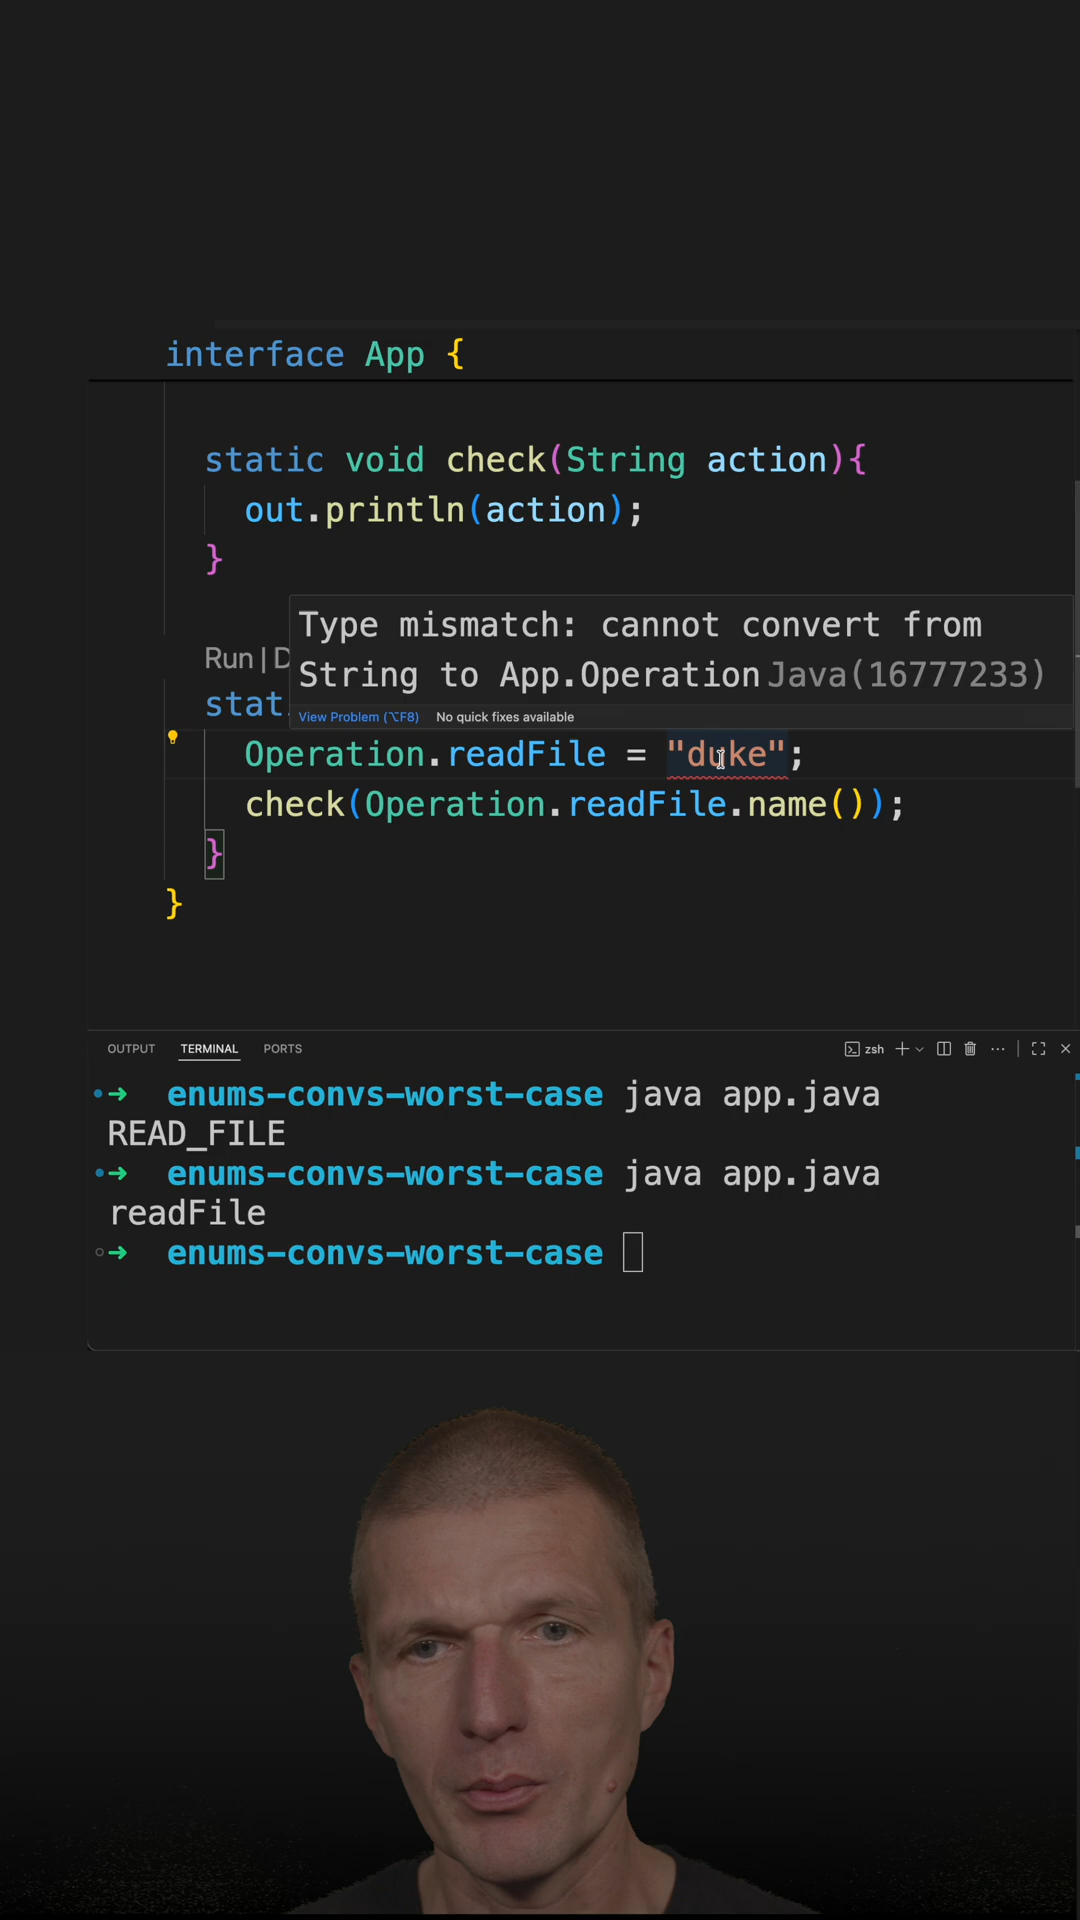 interface App {
static void check(String action){
out.println(action);
}
Type mismatch: cannot convert from
String to App.Operation Java(16777233)
Run | D
stat
View Problem (⌥F8) No quick fixes available
Operation.readFile = "duke";
check(Operation.readFile.name());
}
}
OUTPUT TERMINAL PORTS zsh
➜ enums-convs-worst-case java app.java
READ_FILE
➜ enums-convs-worst-case java app.java
readFile
➜ enums-convs-worst-case